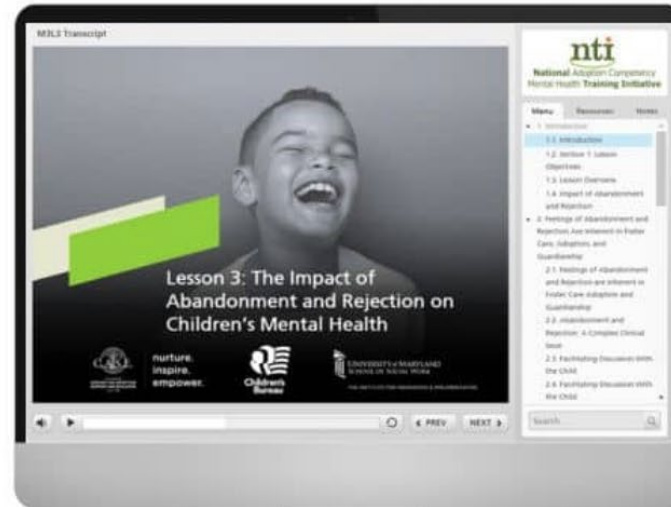 M3L3 Transcript
Lesson 3: The Impact of
Abandonment and Rejection on
Children's Mental Health
nurture.
inspire.
empower.
Children's
Bureau
UNIVERSITY of MARYLAND
SCHOOL OF SOCIAL WORK
PREV
NEXT
nti
National Adoption Competency
Mental Health Training Initiative
Menu
Resources
Notes
1. Introduction
1.1. Introduction
1.2. Section 1: Lesson
Objectives
1.3. Lesson Overview
1.4. Impact of Abandonment
and Rejection
2. Feelings of Abandonment and
Rejection Are Inherent in Foster
Care, Adoption, and
Guardianship
2.1. Feelings of Abandonment
and Rejection are Inherent in
Foster Care Adoption and
Guardianship
2.2. Abandonment and
Rejection: A Complex Clinical
Issue
2.3. Facilitating Discussion With
the Child
2.4. Facilitating Discussion With
the Child
Search...